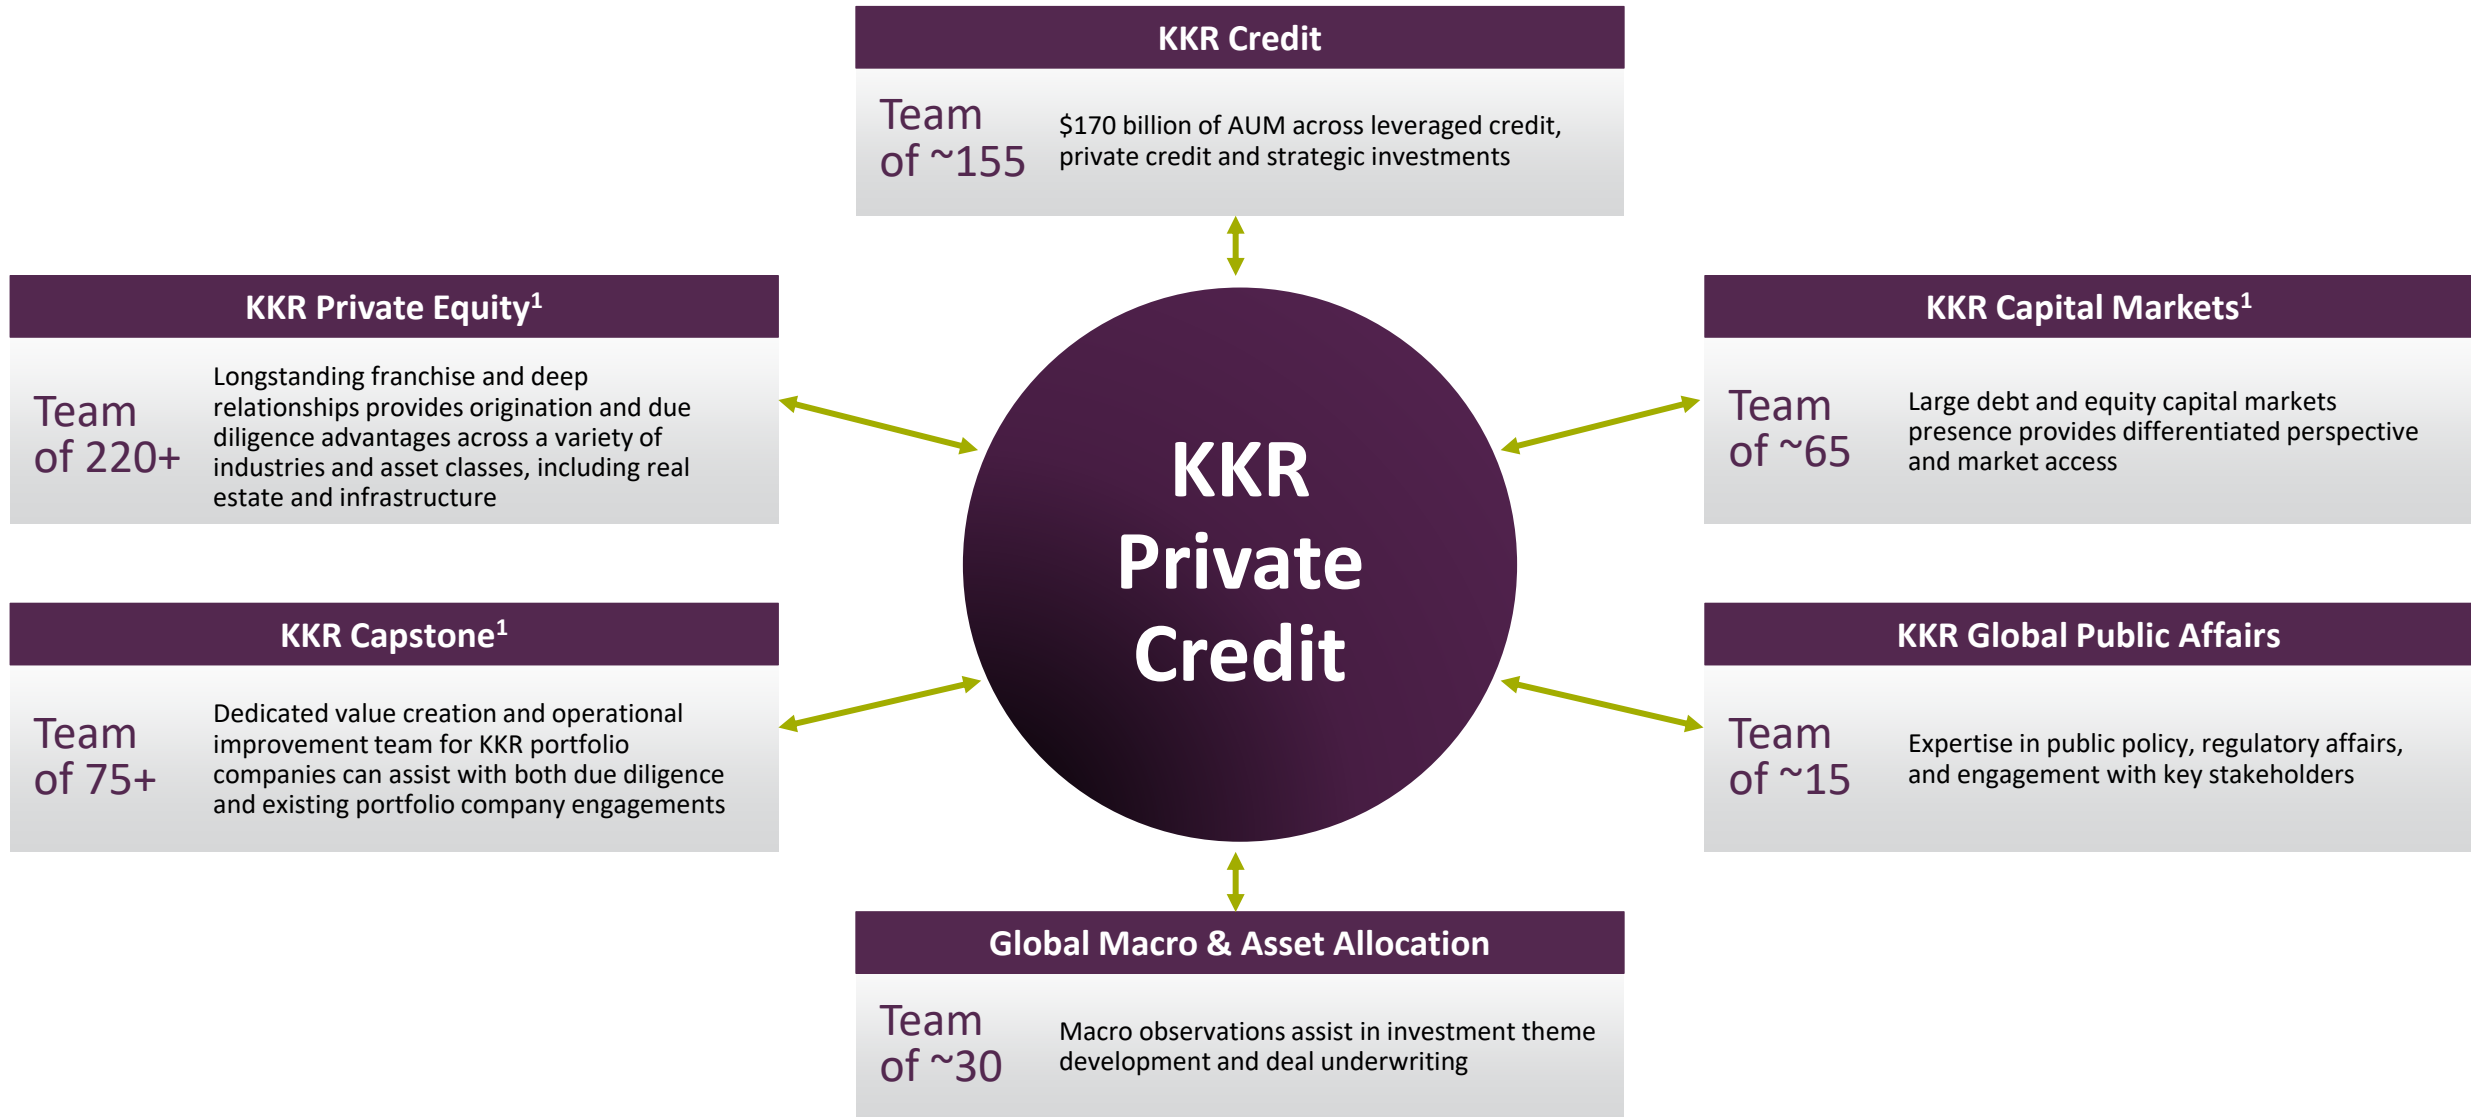 KKR Credit
Team
of ~155
$170 billion of AUM across leveraged credit,
private credit and strategic investments
KKR Private Equity¹
Team
of 220+
Longstanding franchise and deep
relationships provides origination and due
diligence advantages across a variety of
industries and asset classes, including real
estate and infrastructure
KKR Capital Markets¹
Team
of ~65
Large debt and equity capital markets
presence provides differentiated perspective
and market access
KKR
Private
Credit
KKR Capstone¹
Team
of 75+
Dedicated value creation and operational
improvement team for KKR portfolio
companies can assist with both due diligence
and existing portfolio company engagements
KKR Global Public Affairs
Team
of ~15
Expertise in public policy, regulatory affairs,
and engagement with key stakeholders
Global Macro & Asset Allocation
Team
of ~30
Macro observations assist in investment theme
development and deal underwriting